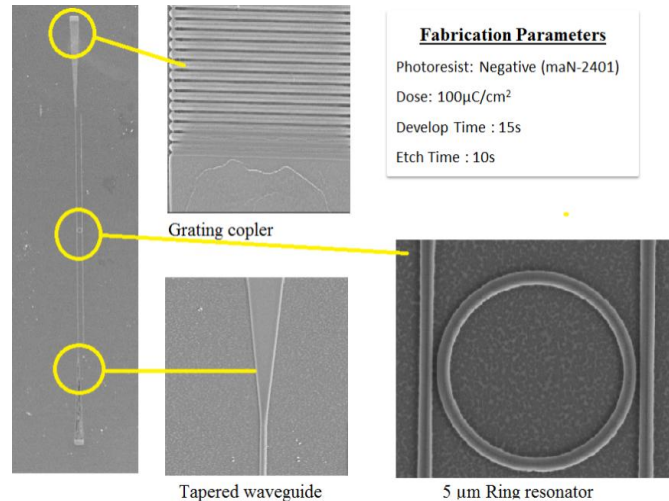 Fabrication Parameters
Photoresist: Negative (maN-2401)
Dose: 100µC/cm²
Develop Time : 15s
Etch Time : 10s
Grating copler
Tapered waveguide
5 µm Ring resonator